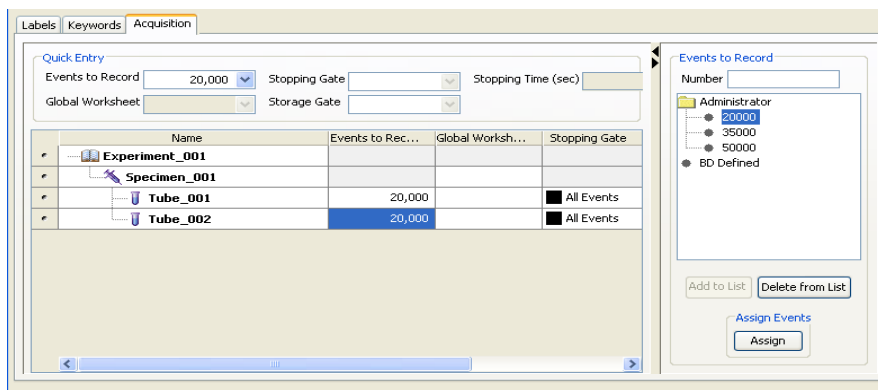 Labels Keywords Acquisition
Quick Entry
Events to Record 20,000 Stopping Gate Stopping Time (sec)
Global Worksheet Storage Gate
Name Events to Rec... Global Worksh... Stopping Gate
Experiment_001
Specimen_001
Tube_001 20,000 All Events
Tube_002 20,000 All Events
Events to Record
Number
Administrator
20000
35000
50000
BD Defined
Add to List Delete from List
Assign Events
Assign